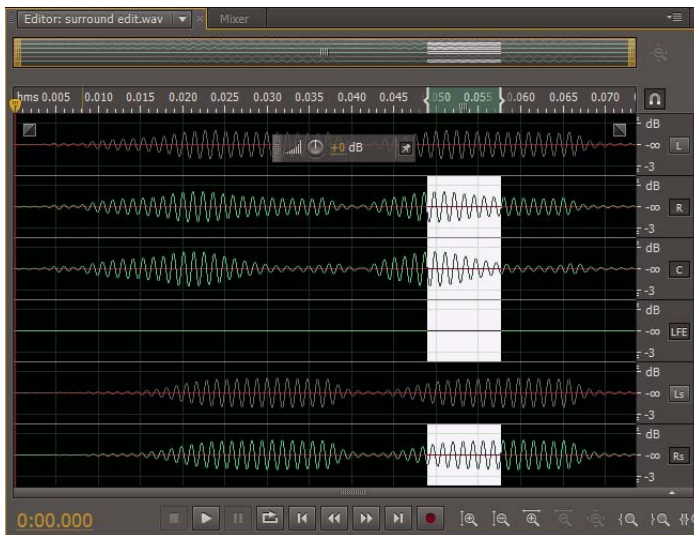 Editor: surround edit.wav Mixer
hms 0.005 0.010 0.015 0.020 0.025 0.030 0.035 0.040 0.045 050 0.055 0.060 0.065 0.070
+0 dB
dB
-∞ L
-3
dB
-∞ R
-3
dB
-∞ C
-3
dB
-∞ LFE
-3
dB
-∞ Ls
-3
dB
-∞ Rs
-3
0:00.000